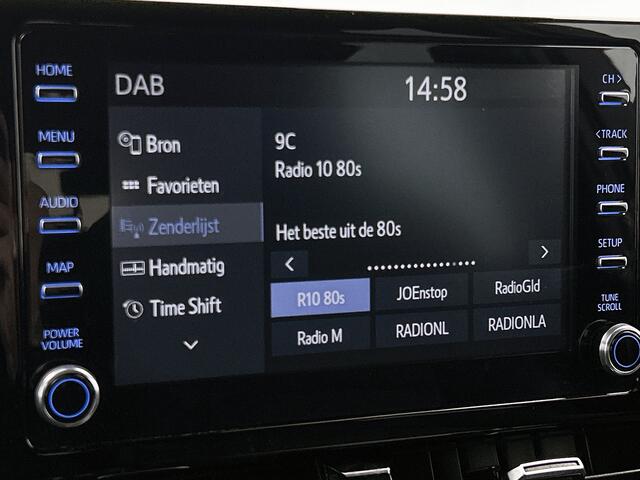 HOME
MENU
AUDIO
MAP
POWER
VOLUME
DAB
14:58
Bron
Favorieten
Zenderlijst
Handmatig
Time Shift
9C
Radio 10 80s
Het beste uit de 80s
R10 80s
JOEnstop
RadioGld
Radio M
RADIONL
RADIONLA
CH >
< TRACK
PHONE
SETUP
TUNE
SCROLL